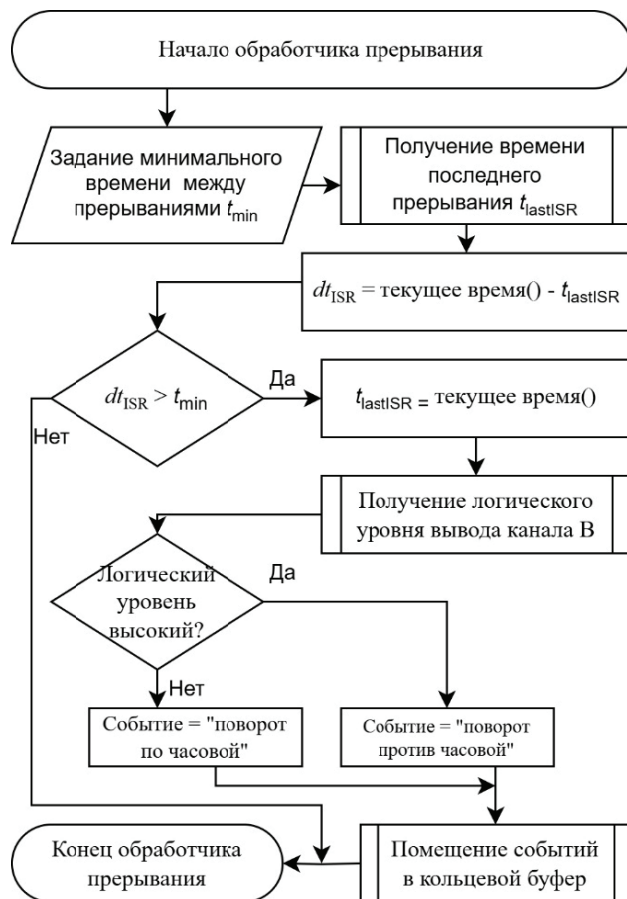 Начало обработчика прерывания
Задание минимального
времени между
прерываниями tmin
Получение времени
последнего
прерывания tlastISR
dtISR = текущее время() - tlastISR
dtISR > tmin
Да
Нет
tlastISR = текущее время()
Получение логического
уровня вывода канала B
Логический
уровень
высокий?
Да
Нет
Событие = "поворот
по часовой"
Событие = "поворот
против часовой"
Конец обработчика
прерывания
Помещение событий
в кольцевой буфер